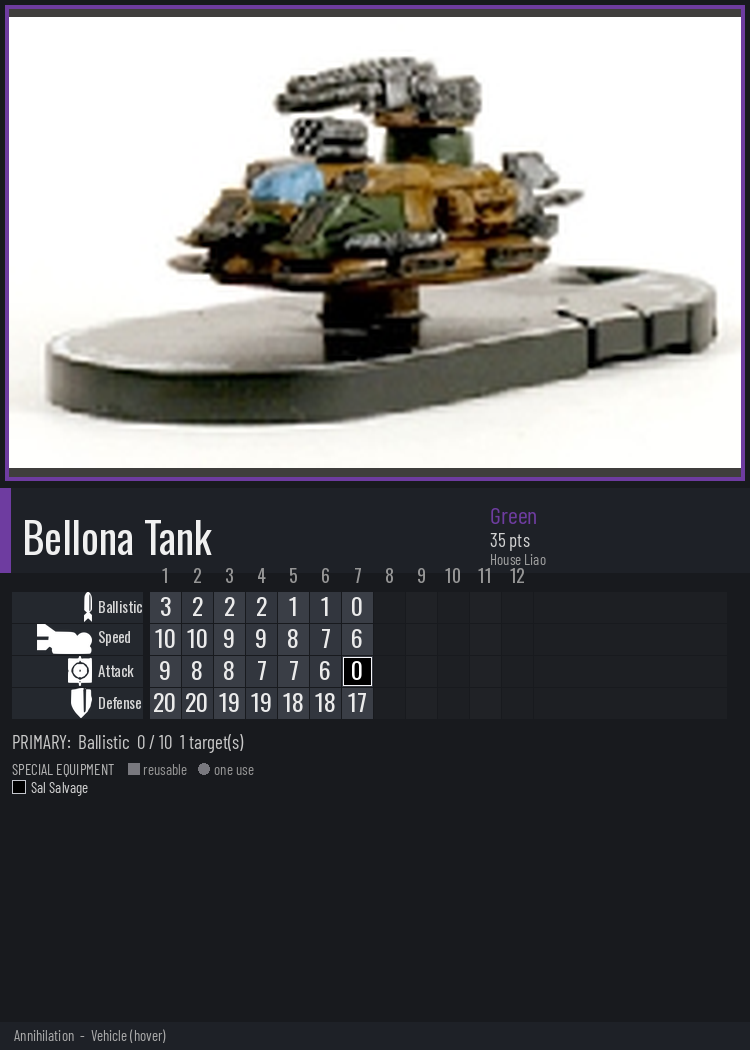 Bellona Tank
Green
35 pts
House Liao
1 2 3 4 5 6 7 8 9 10 11 12
Ballistic 3 2 2 2 1 1 0
Speed 10 10 9 9 8 7 6
Attack 9 8 8 7 7 6 0
Defense 20 20 19 19 18 18 17
PRIMARY: Ballistic 0 / 10 1 target(s)
SPECIAL EQUIPMENT reusable one use
Sal Salvage
Annihilation - Vehicle (hover)